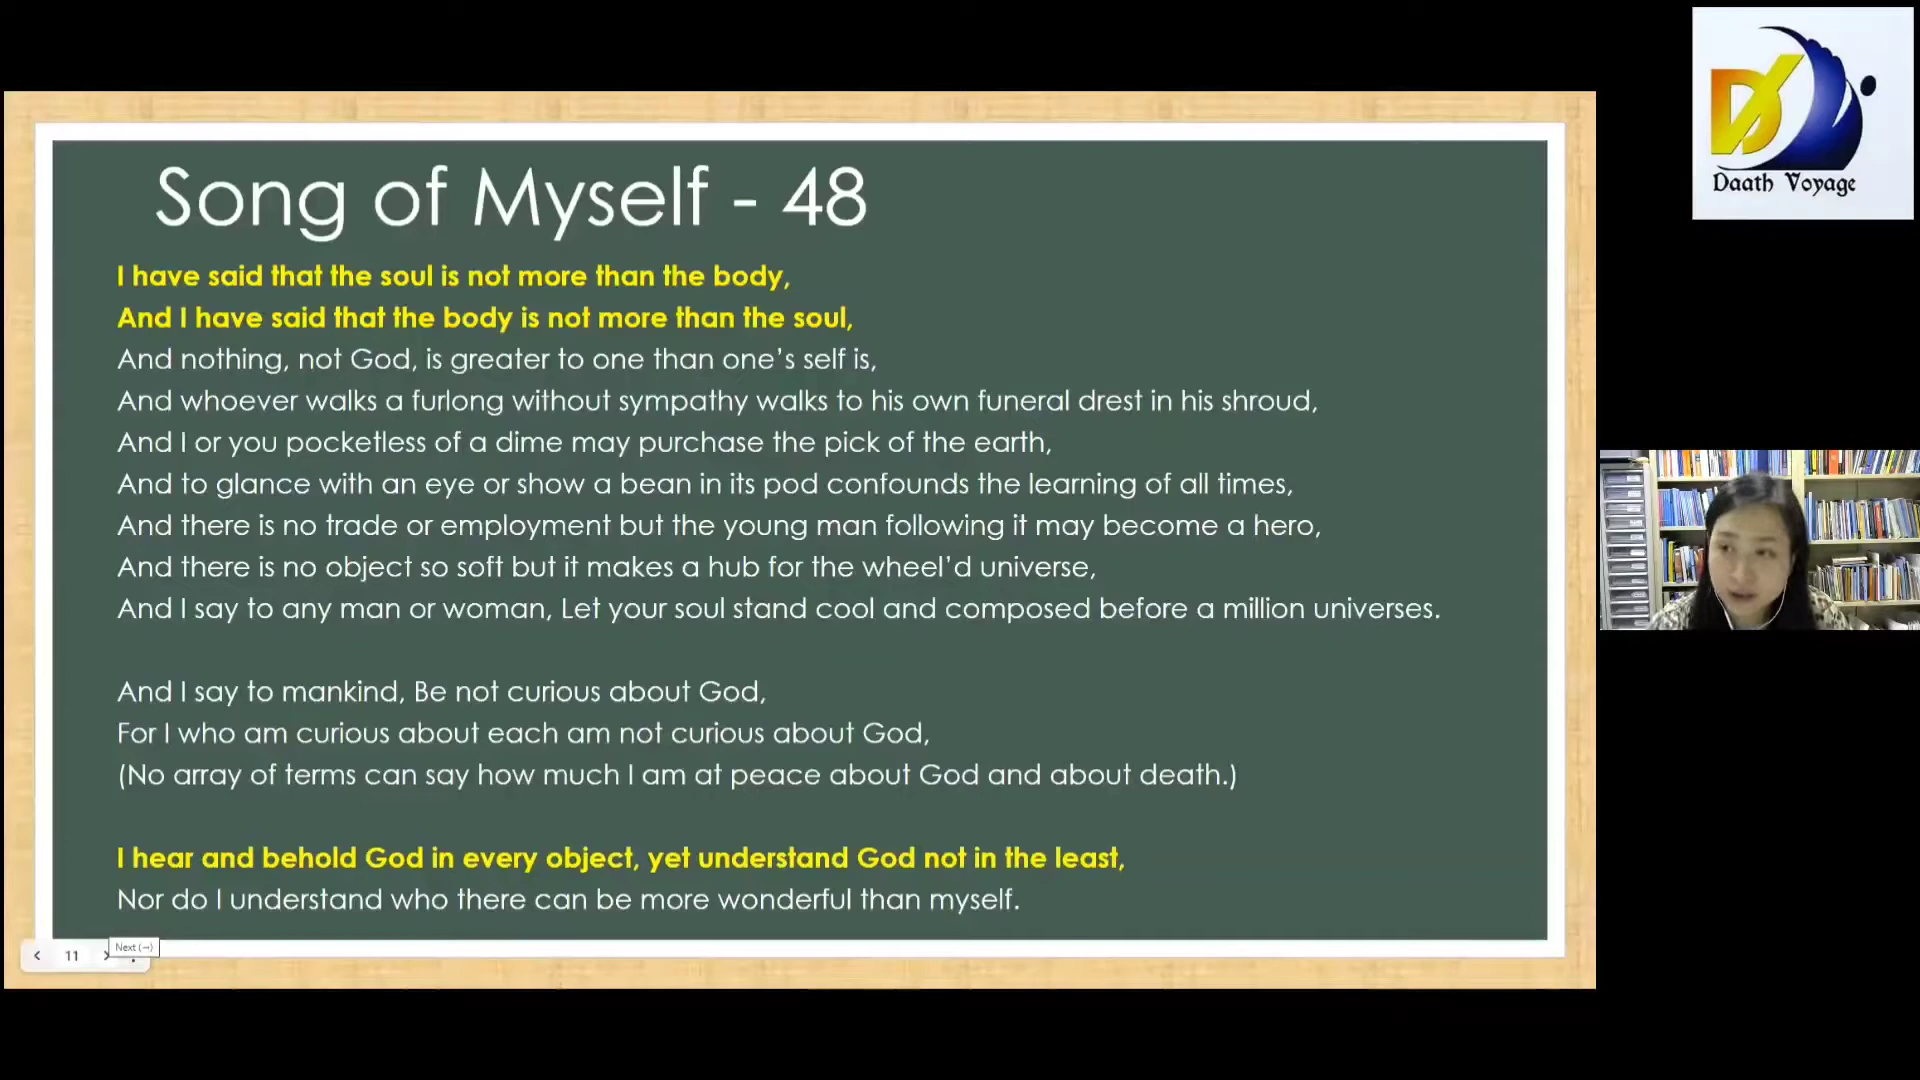 Song of Myself - 48
I have said that the soul is not more than the body,
And I have said that the body is not more than the soul,
And nothing, not God, is greater to one than one’s self is,
And whoever walks a furlong without sympathy walks to his own funeral drest in his shroud,
And I or you pocketless of a dime may purchase the pick of the earth,
And to glance with an eye or show a bean in its pod confounds the learning of all times,
And there is no trade or employment but the young man following it may become a hero,
And there is no object so soft but it makes a hub for the wheel’d universe,
And I say to any man or woman, Let your soul stand cool and composed before a million universes.
And I say to mankind, Be not curious about God,
For I who am curious about each am not curious about God,
(No array of terms can say how much I am at peace about God and about death.)
I hear and behold God in every object, yet understand God not in the least,
Nor do I understand who there can be more wonderful than myself.
11
Next (→)
DV
Daath Voyage